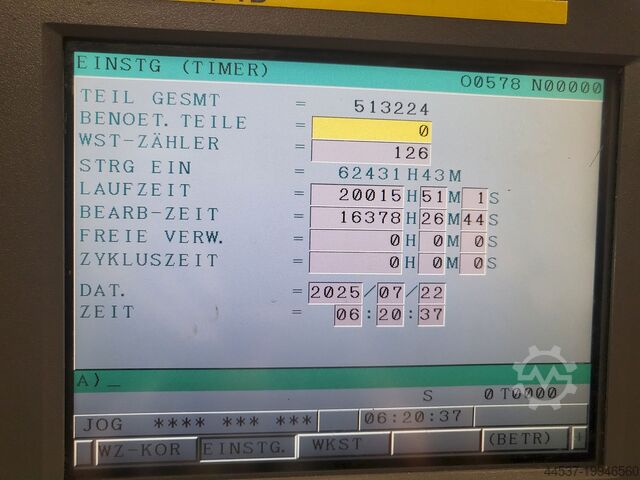 EINSTG (TIMER)
O0578 N00000
TEIL GESMT = 513224
BENOET. TEILE = 0
WST-ZÄHLER = 126
STRG EIN = 62431H43M
LAUFZEIT = 20015H51M 1S
BEARB-ZEIT = 16378H26M44S
FREIE VERW. = 0H 0M 0S
ZYKLUSZEIT = 0H 0M 0S
DAT. = 2025/07/22
ZEIT = 06:20:37
A)_
S 0 T0000
JOG **** *** *** 06:20:37
WZ-KOR EINSTG. WKST (BETR) +
44537-19946560